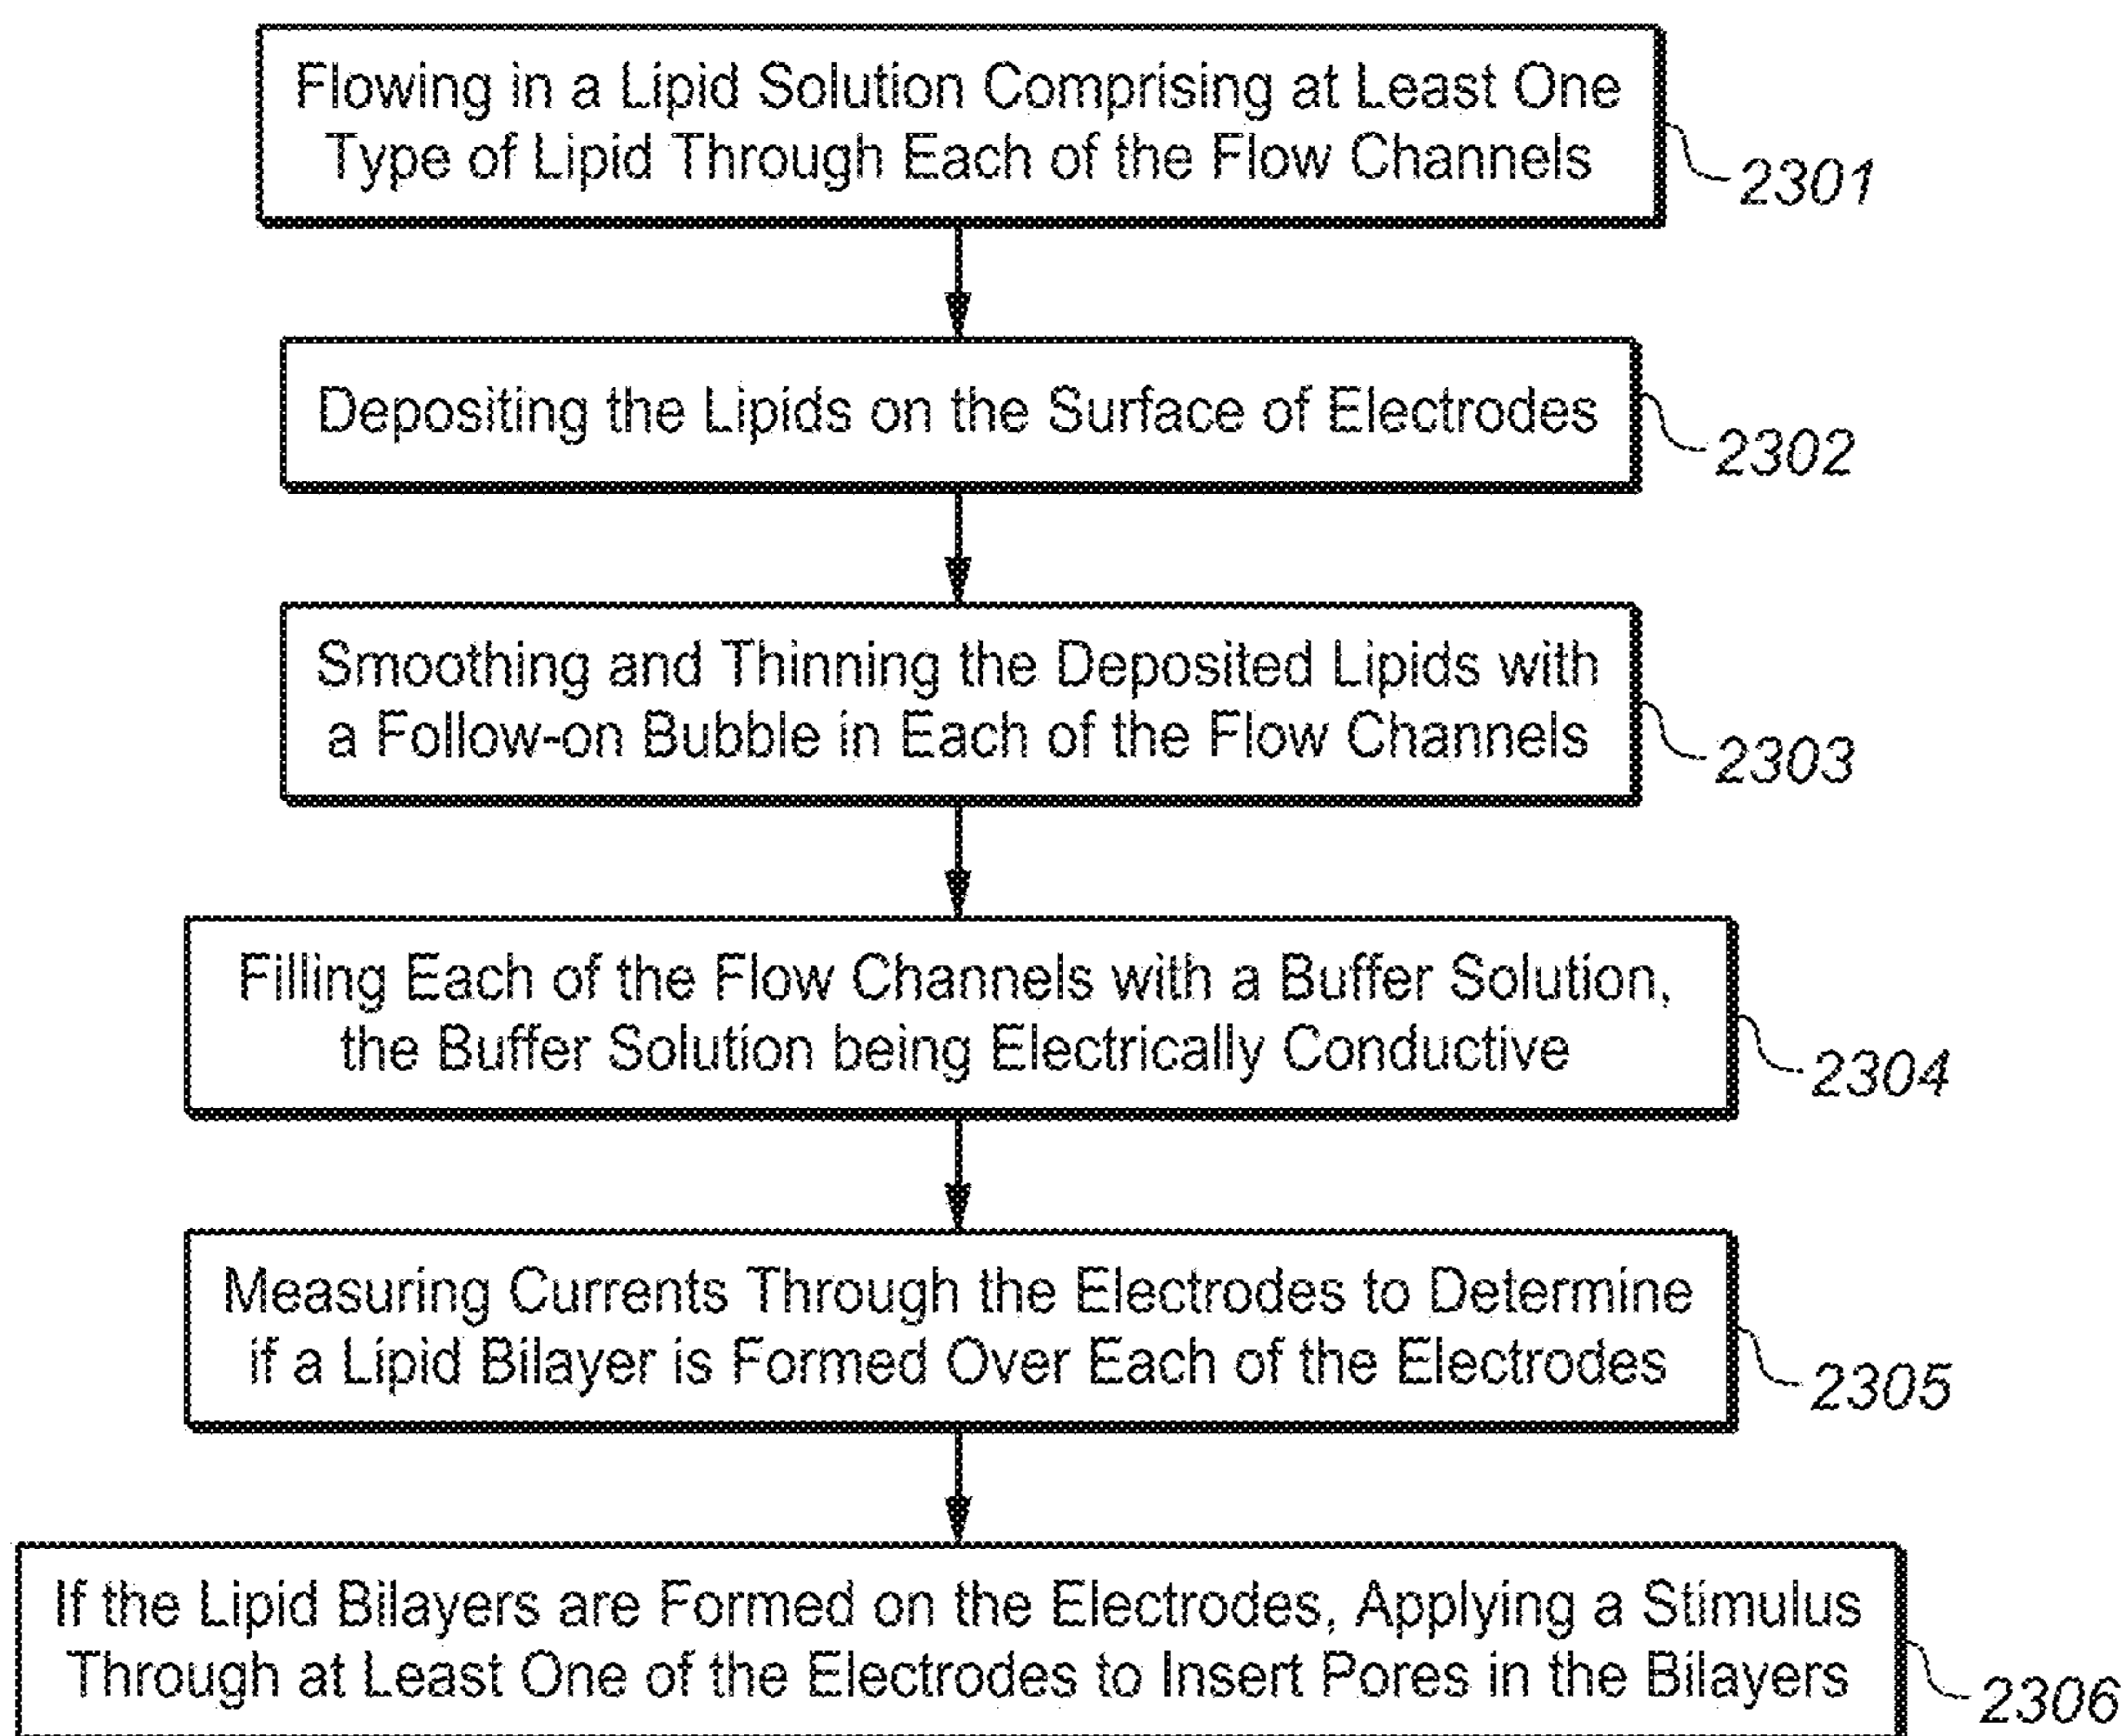 Flowing in a Lipid Solution Comprising at Least One
Type of Lipid Through Each of the Flow Channels
2301
Depositing the Lipids on the Surface of Electrodes
2302
Smoothing and Thinning the Deposited Lipids with
a Follow-on Bubble in Each of the Flow Channels
2303
Filling Each of the Flow Channels with a Buffer Solution,
the Buffer Solution being Electrically Conductive
2304
Measuring Currents Through the Electrodes to Determine
if a Lipid Bilayer is Formed Over Each of the Electrodes
2305
If the Lipid Bilayers are Formed on the Electrodes, Applying a Stimulus
Through at Least One of the Electrodes to Insert Pores in the Bilayers
2306